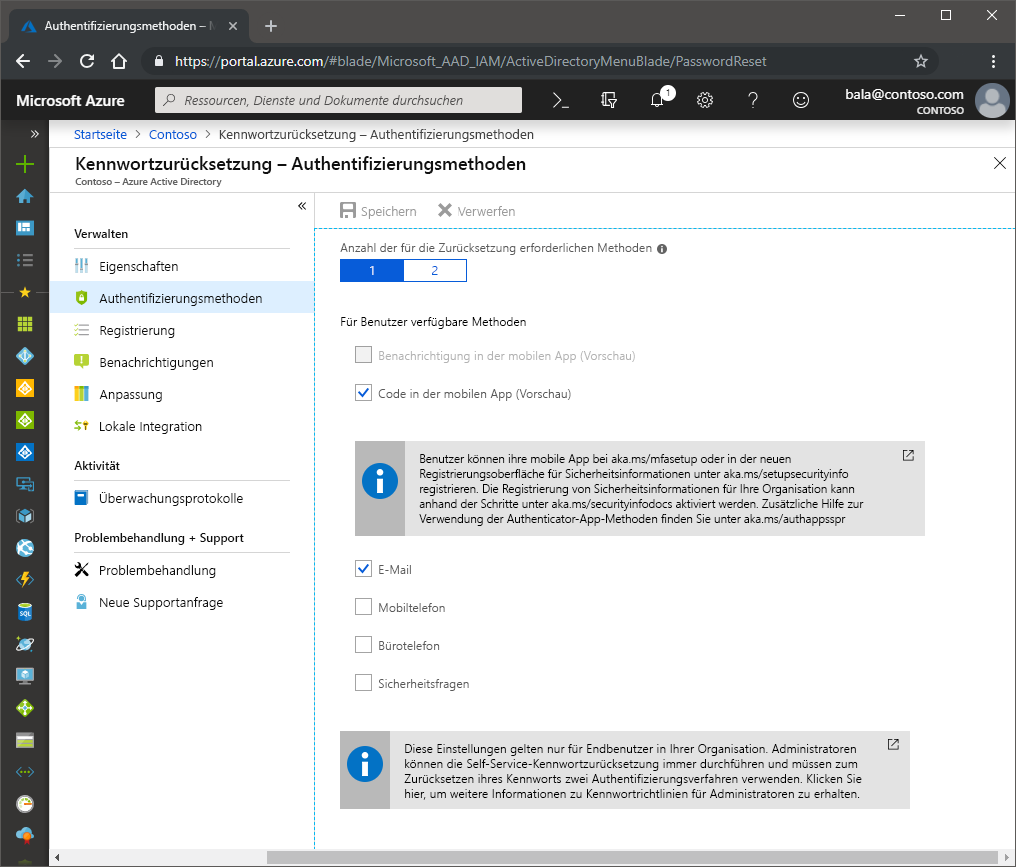 Authentifizierungsmethoden –
https://portal.azure.com/#blade/Microsoft_AAD_IAM/ActiveDirectoryMenuBlade/PasswordReset
Microsoft Azure
Ressourcen, Dienste und Dokumente durchsuchen
1
bala@contoso.com
CONTOSO
Startseite > Contoso > Kennwortzurücksetzung – Authentifizierungsmethoden
Kennwortzurücksetzung – Authentifizierungsmethoden
Contoso – Azure Active Directory
Verwalten
Eigenschaften
Authentifizierungsmethoden
Registrierung
Benachrichtigungen
Anpassung
Lokale Integration
Aktivität
Überwachungsprotokolle
Problembehandlung + Support
Problembehandlung
Neue Supportanfrage
Speichern Verwerfen
Anzahl der für die Zurücksetzung erforderlichen Methoden
1 2
Für Benutzer verfügbare Methoden
Benachrichtigung in der mobilen App (Vorschau)
Code in der mobilen App (Vorschau)
Benutzer können ihre mobile App bei aka.ms/mfasetup oder in der neuen
Registrierungsoberfläche für Sicherheitsinformationen unter aka.ms/setupsecurityinfo
registrieren. Die Registrierung von Sicherheitsinformationen für Ihre Organisation kann
anhand der Schritte unter aka.ms/securityinfodocs aktiviert werden. Zusätzliche Hilfe zur
Verwendung der Authenticator-App-Methoden finden Sie unter aka.ms/authappsspr
E-Mail
Mobiltelefon
Bürotelefon
Sicherheitsfragen
Diese Einstellungen gelten nur für Endbenutzer in Ihrer Organisation. Administratoren
können die Self-Service-Kennwortzurücksetzung immer durchführen und müssen zum
Zurücksetzen ihres Kennworts zwei Authentifizierungsverfahren verwenden. Klicken Sie
hier, um weitere Informationen zu Kennwortrichtlinien für Administratoren zu erhalten.
SQL